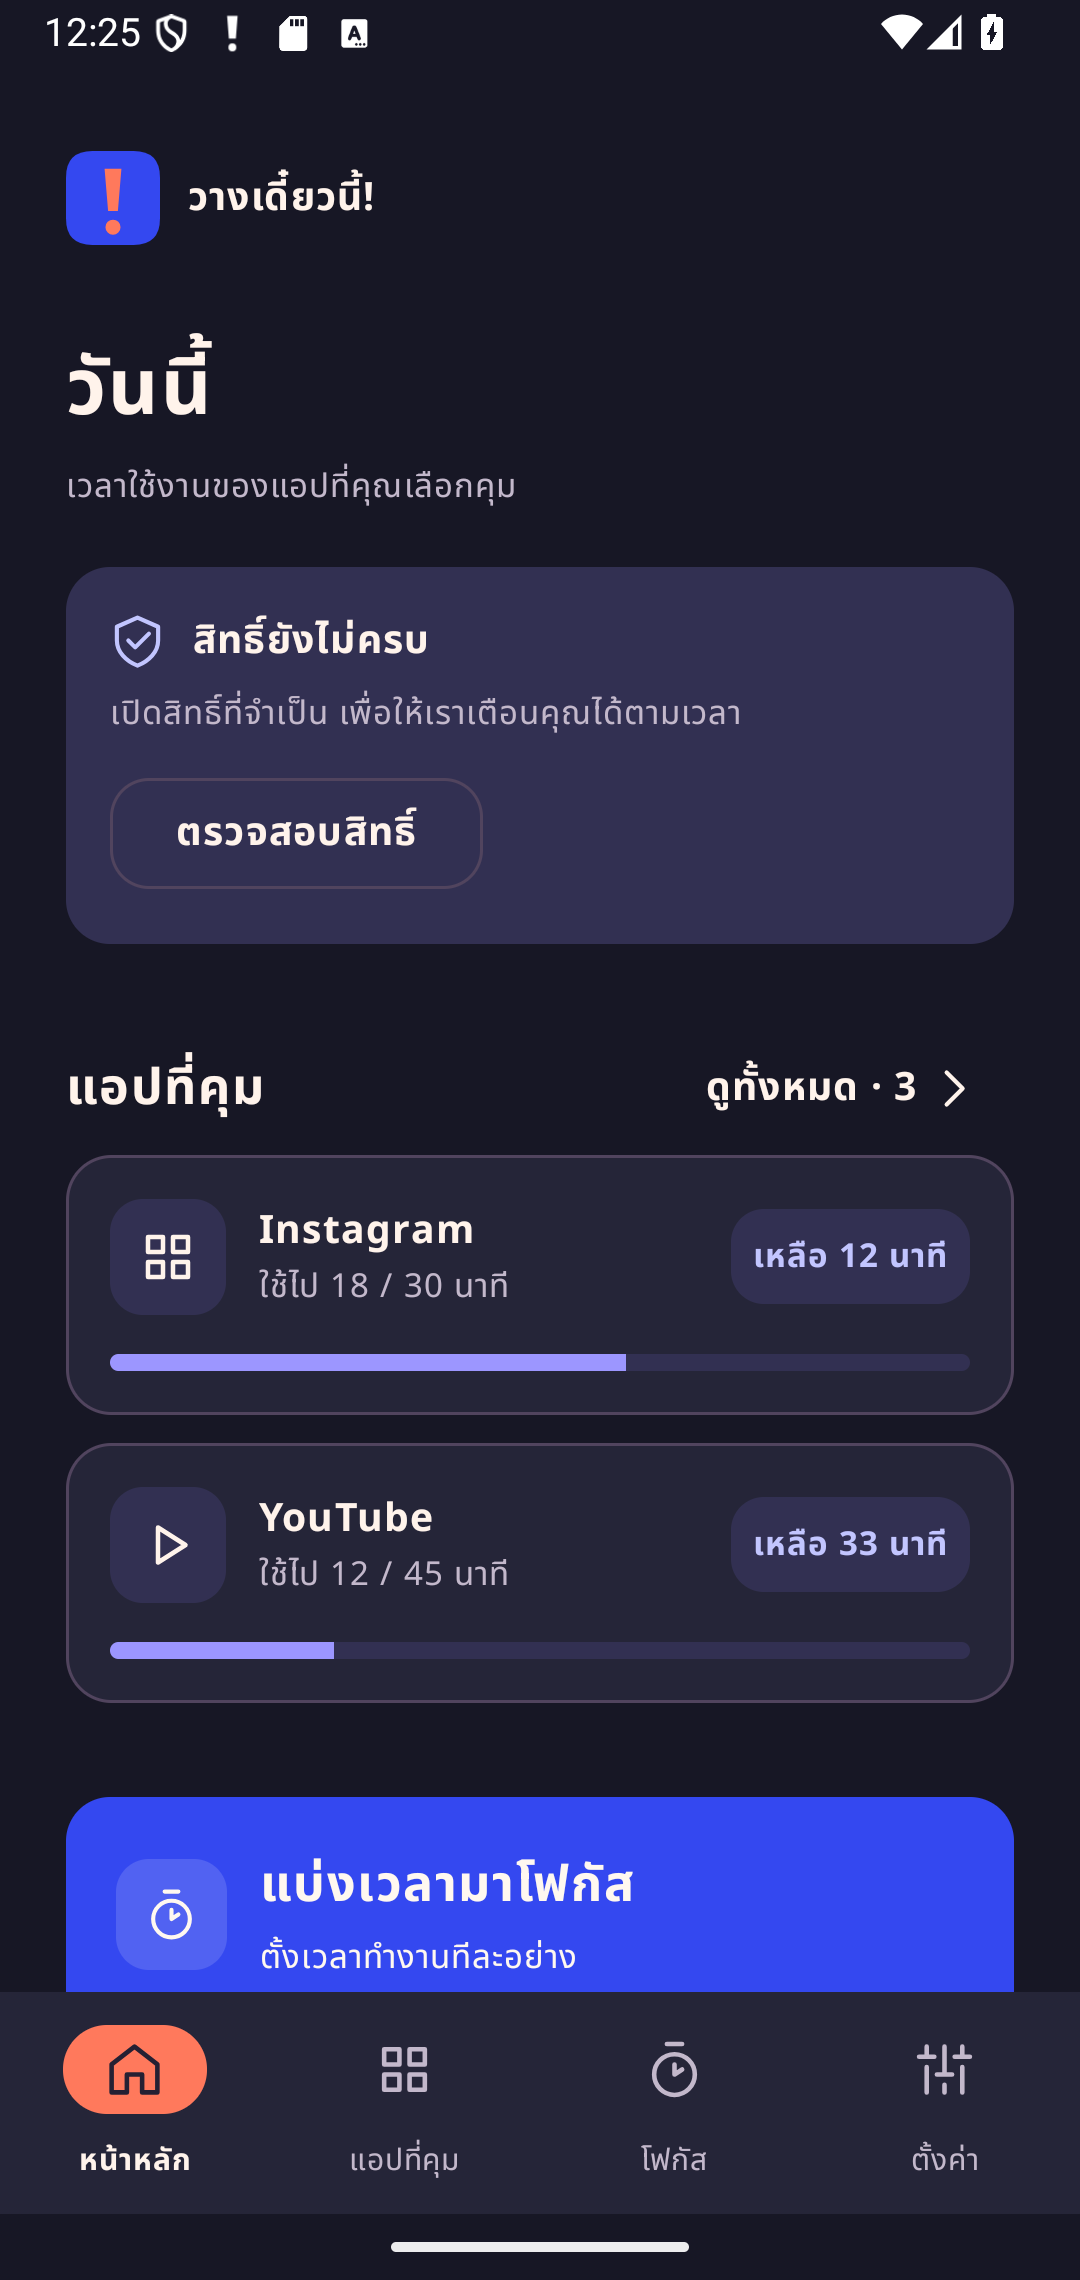 12:25
วางเดี๋ยวนี้!
วันนี้
เวลาใช้งานของแอปที่คุณเลือกคุม
สิทธิ์ยังไม่ครบ
เปิดสิทธิ์ที่จำเป็น เพื่อให้เราเตือนคุณได้ตามเวลา
ตรวจสอบสิทธิ์
แอปที่คุม
ดูทั้งหมด · 3
Instagram
ใช้ไป 18 / 30 นาที
เหลือ 12 นาที
YouTube
ใช้ไป 12 / 45 นาที
เหลือ 33 นาที
แบ่งเวลามาโฟกัส
ตั้งเวลาทำงานทีละอย่าง
หน้าหลัก
แอปที่คุม
โฟกัส
ตั้งค่า